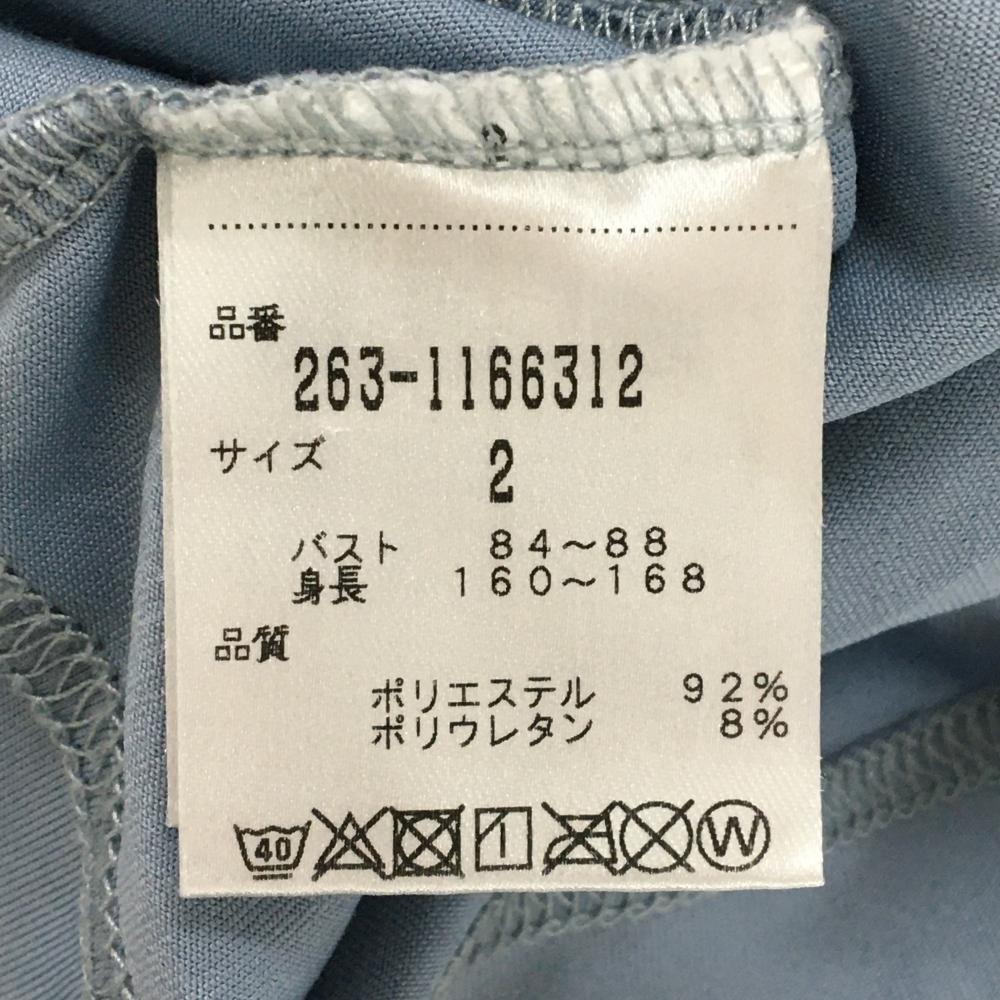 品番
263-1166312
サイズ 2
バスト 84～88
身長 160～168
品質
ポリエステル 92%
ポリウレタン 8%
40 W